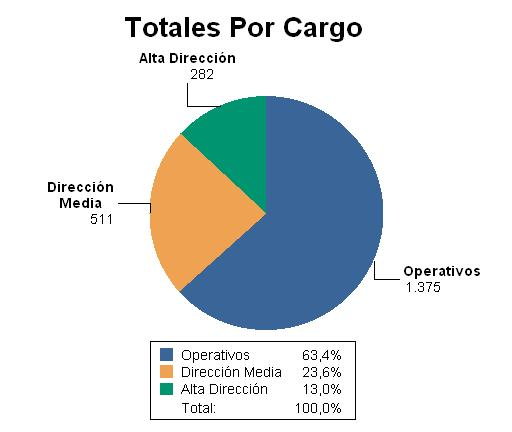 Totales Por Cargo
Alta Dirección
282
Dirección
Media
511
Operativos
1.375
Operativos 63,4%
Dirección Media 23,6%
Alta Dirección 13,0%
Total: 100,0%